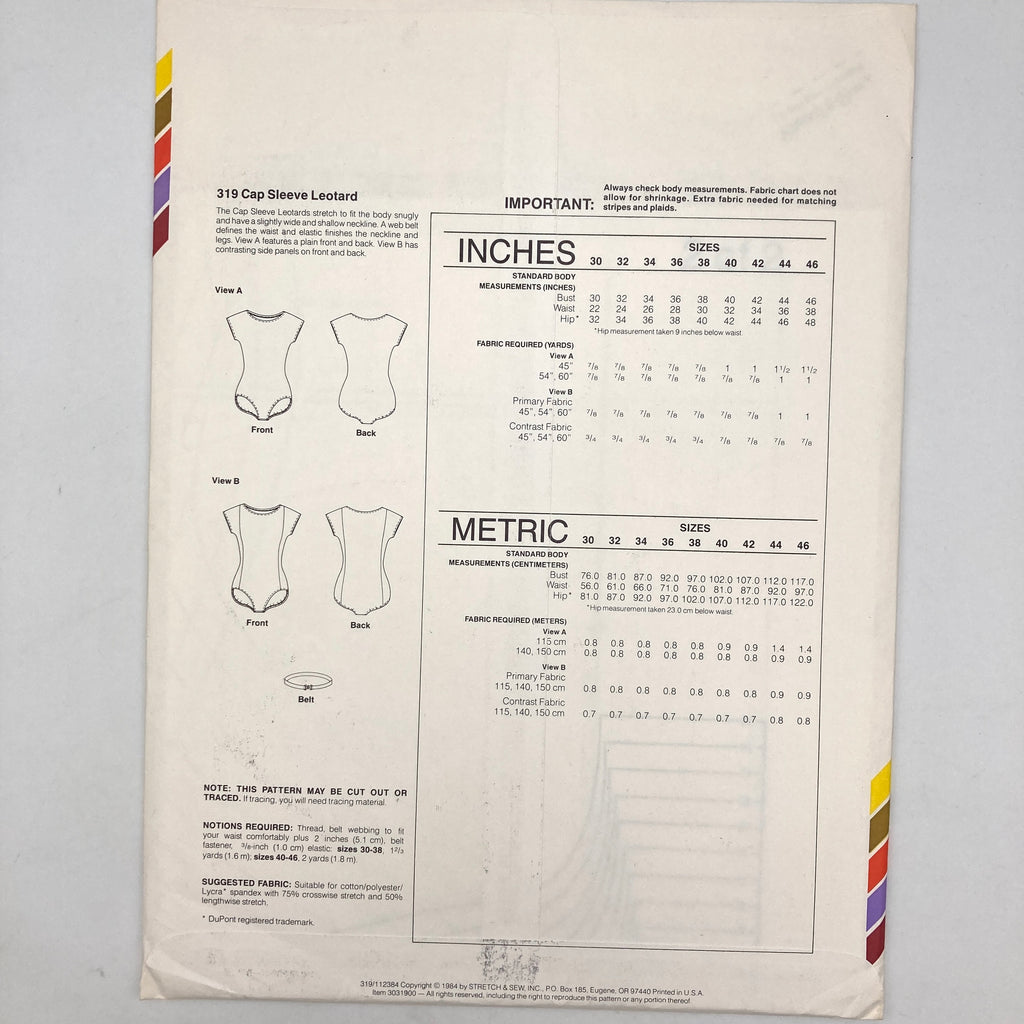 319 Cap Sleeve Leotard
The Cap Sleeve Leotards stretch to fit the body snugly
and have a slightly wide and shallow neckline. A web belt
defines the waist and elastic finishes the neckline and
legs. View A features a plain front and back. View B has
contrasting side panels on front and back.
View A
Front Back
View B
Front Back
Belt
NOTE: THIS PATTERN MAY BE CUT OUT OR
TRACED. If tracing, you will need tracing material.
NOTIONS REQUIRED: Thread, belt webbing to fit
your waist comfortably plus 2 inches (5.1 cm), belt
fastener, 3/8-inch (1.0 cm) elastic: sizes 30-38, 1 2/3
yards (1.6 m); sizes 40-46, 2 yards (1.8 m).
SUGGESTED FABRIC: Suitable for cotton/polyester/
Lycra* spandex with 75% crosswise stretch and 50%
lengthwise stretch.
* DuPont registered trademark.
IMPORTANT: Always check body measurements. Fabric chart does not
allow for shrinkage. Extra fabric needed for matching
stripes and plaids.
INCHES SIZES
30 32 34 36 38 40 42 44 46
STANDARD BODY
MEASUREMENTS (INCHES)
Bust 30 32 34 36 38 40 42 44 46
Waist 22 24 26 28 30 32 34 36 38
Hip* 32 34 36 38 40 42 44 46 48
*Hip measurement taken 9 inches below waist.
FABRIC REQUIRED (YARDS)
View A
45" 7/8 7/8 7/8 7/8 7/8 1 1 1 1/2 1 1/2
54", 60" 7/8 7/8 7/8 7/8 7/8 7/8 7/8 1 1
View B
Primary Fabric
45", 54", 60" 7/8 7/8 7/8 7/8 7/8 7/8 7/8 1 1
Contrast Fabric
45", 54", 60" 3/4 3/4 3/4 3/4 3/4 7/8 7/8 7/8 7/8
METRIC SIZES
30 32 34 36 38 40 42 44 46
STANDARD BODY
MEASUREMENTS (CENTIMETERS)
Bust 76.0 81.0 87.0 92.0 97.0 102.0 107.0 112.0 117.0
Waist 56.0 61.0 66.0 71.0 76.0 81.0 87.0 92.0 97.0
Hip* 81.0 87.0 92.0 97.0 102.0 107.0 112.0 117.0 122.0
*Hip measurement taken 23.0 cm below waist.
FABRIC REQUIRED (METERS)
View A
115 cm 0.8 0.8 0.8 0.8 0.8 0.9 0.9 1.4 1.4
140, 150 cm 0.8 0.8 0.8 0.8 0.8 0.8 0.8 0.9 0.9
View B
Primary Fabric
115, 140, 150 cm 0.8 0.8 0.8 0.8 0.8 0.8 0.8 0.9 0.9
Contrast Fabric
115, 140, 150 cm 0.7 0.7 0.7 0.7 0.7 0.7 0.7 0.8 0.8
319/112384 Copyright © 1984 by STRETCH & SEW, INC., P.O. Box 185, Eugene, OR 97440 Printed in U.S.A.
Item 3031900 — All rights reserved, including the right to reproduce this pattern or any portion thereof.